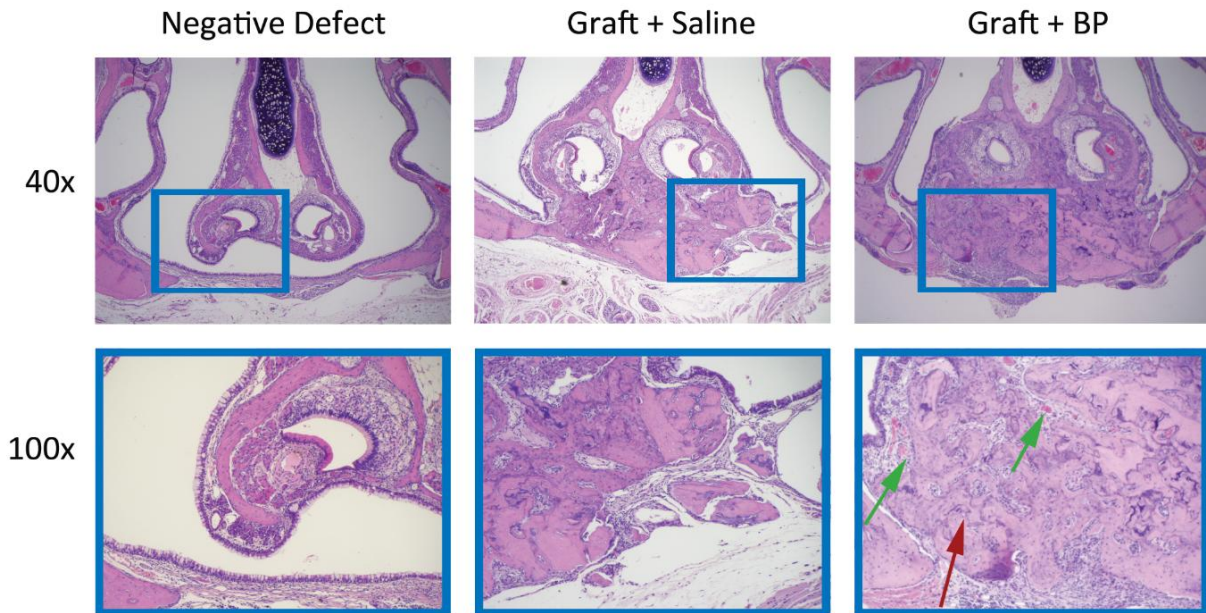 Negative Defect
Graft + Saline
Graft + BP
40x
100x